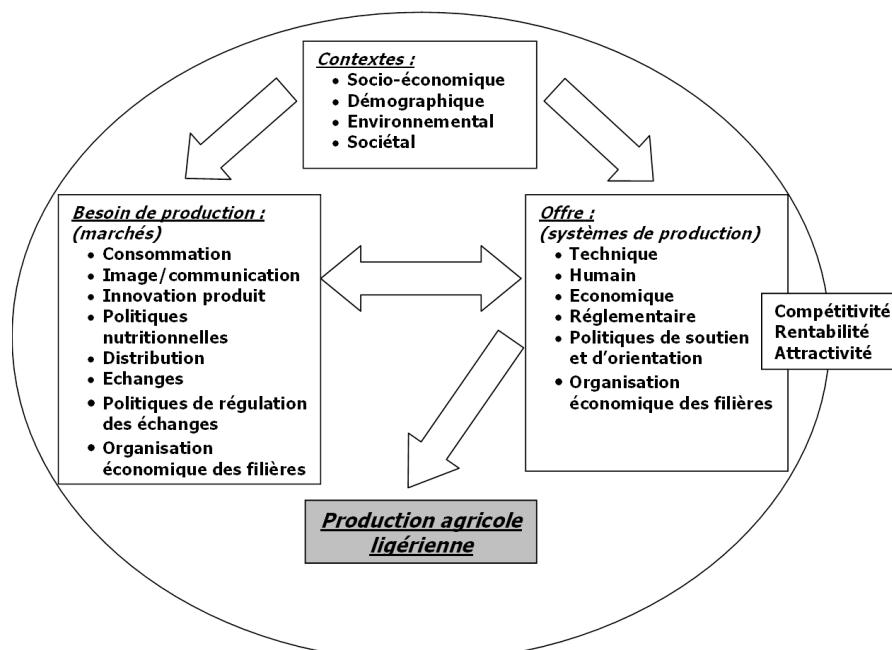 Contextes :
• Socio-économique
• Démographique
• Environnemental
• Sociétal
Besoin de production :
(marchés)
• Consommation
• Image/communication
• Innovation produit
• Politiques
nutritionnelles
• Distribution
• Echanges
• Politiques de régulation
des échanges
• Organisation
économique des filières
Offre :
(systèmes de production)
• Technique
• Humain
• Economique
• Réglementaire
• Politiques de soutien
et d’orientation
• Organisation
économique des filières
Compétitivité
Rentabilité
Attractivité
Production agricole
ligérienne